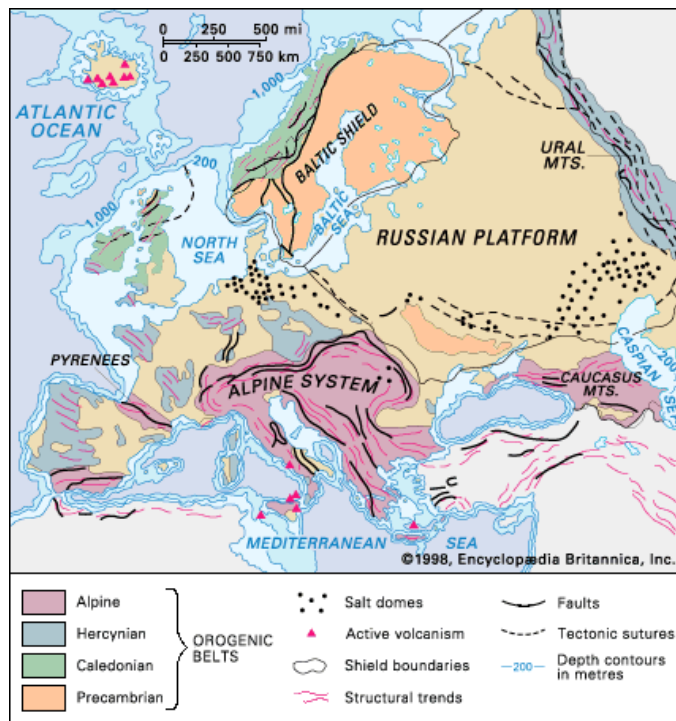 0 250 500 mi
0 250 500 750 km
ATLANTIC
OCEAN
1,000
200
1,000
NORTH
SEA
BALTIC SHIELD
BALTIC
SEA
URAL
MTS.
RUSSIAN PLATFORM
PYRENEES
ALPINE SYSTEM
CAUCASUS
MTS.
200
CASPIAN SEA
MEDITERRANEAN SEA
©1998, Encyclopædia Britannica, Inc.
Alpine
Hercynian
Caledonian
Precambrian
OROGENIC
BELTS
Salt domes
Active volcanism
Shield boundaries
Structural trends
Faults
Tectonic sutures
200 Depth contours
in metres